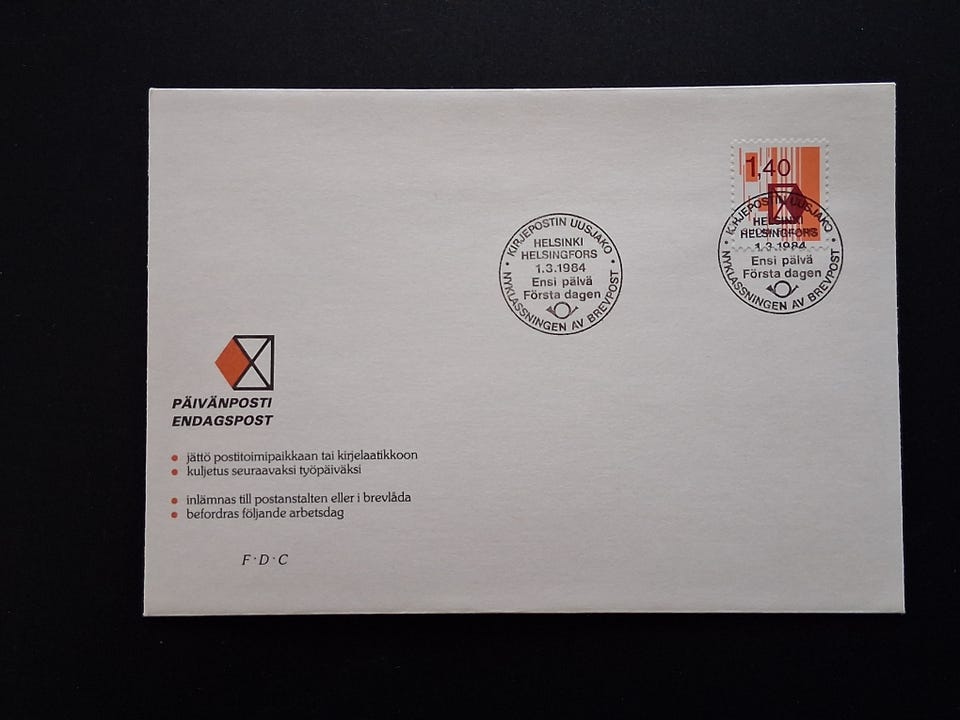 1,40
KIRJEPOSTIN UUSJAKO
HELSINKI
HELSINGFORS
1.3.1984
Ensi päivä
Första dagen
NYKLASSNINGEN AV BREVPOST
KIRJEPOSTIN UUSJAKO
HELSINKI
HELSINGFORS
1.3.1984
Ensi päivä
Första dagen
NYKLASSNINGEN AV BREVPOST
PÄIVÄNPOSTI
ENDAGSPOST
• jättö postitoimipaikkaan tai kirjelaatikkoon
• kuljetus seuraavaksi työpäiväksi
• inlämnas till postanstalten eller i brevlåda
• befordras följande arbetsdag
F·D·C